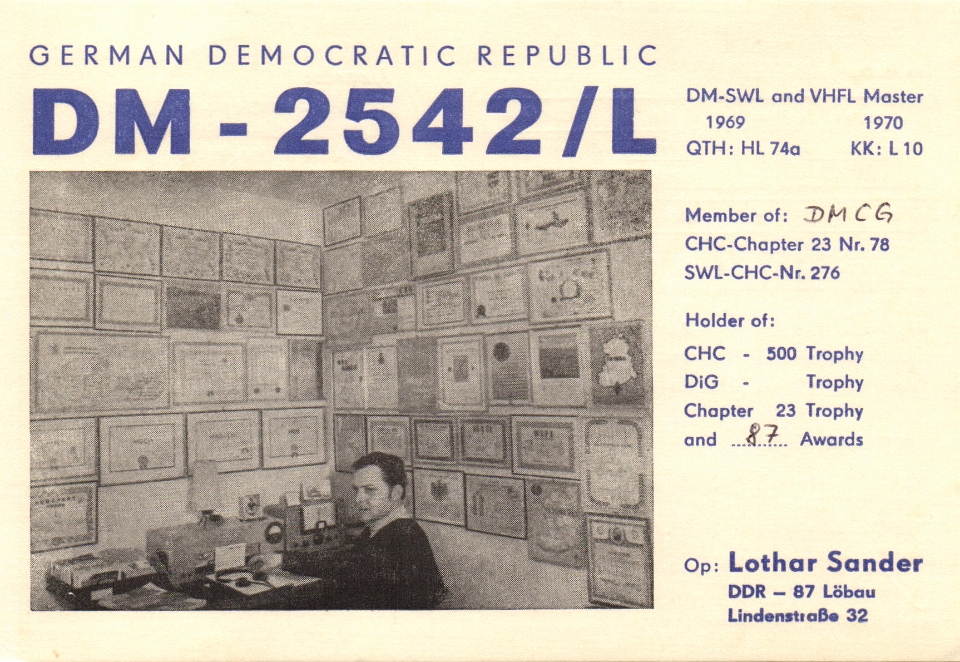 GERMAN DEMOCRATIC REPUBLIC
DM-2542/L
DM-SWL and VHFL Master
1969 1970
QTH: HL 74a KK: L 10
Member of: DMCG
CHC-Chapter 23 Nr. 78
SWL-CHC-Nr. 276
Holder of:
CHC - 500 Trophy
DiG - Trophy
Chapter 23 Trophy
and 87 Awards
Op: Lothar Sander
DDR – 87 Löbau
Lindenstraße 32